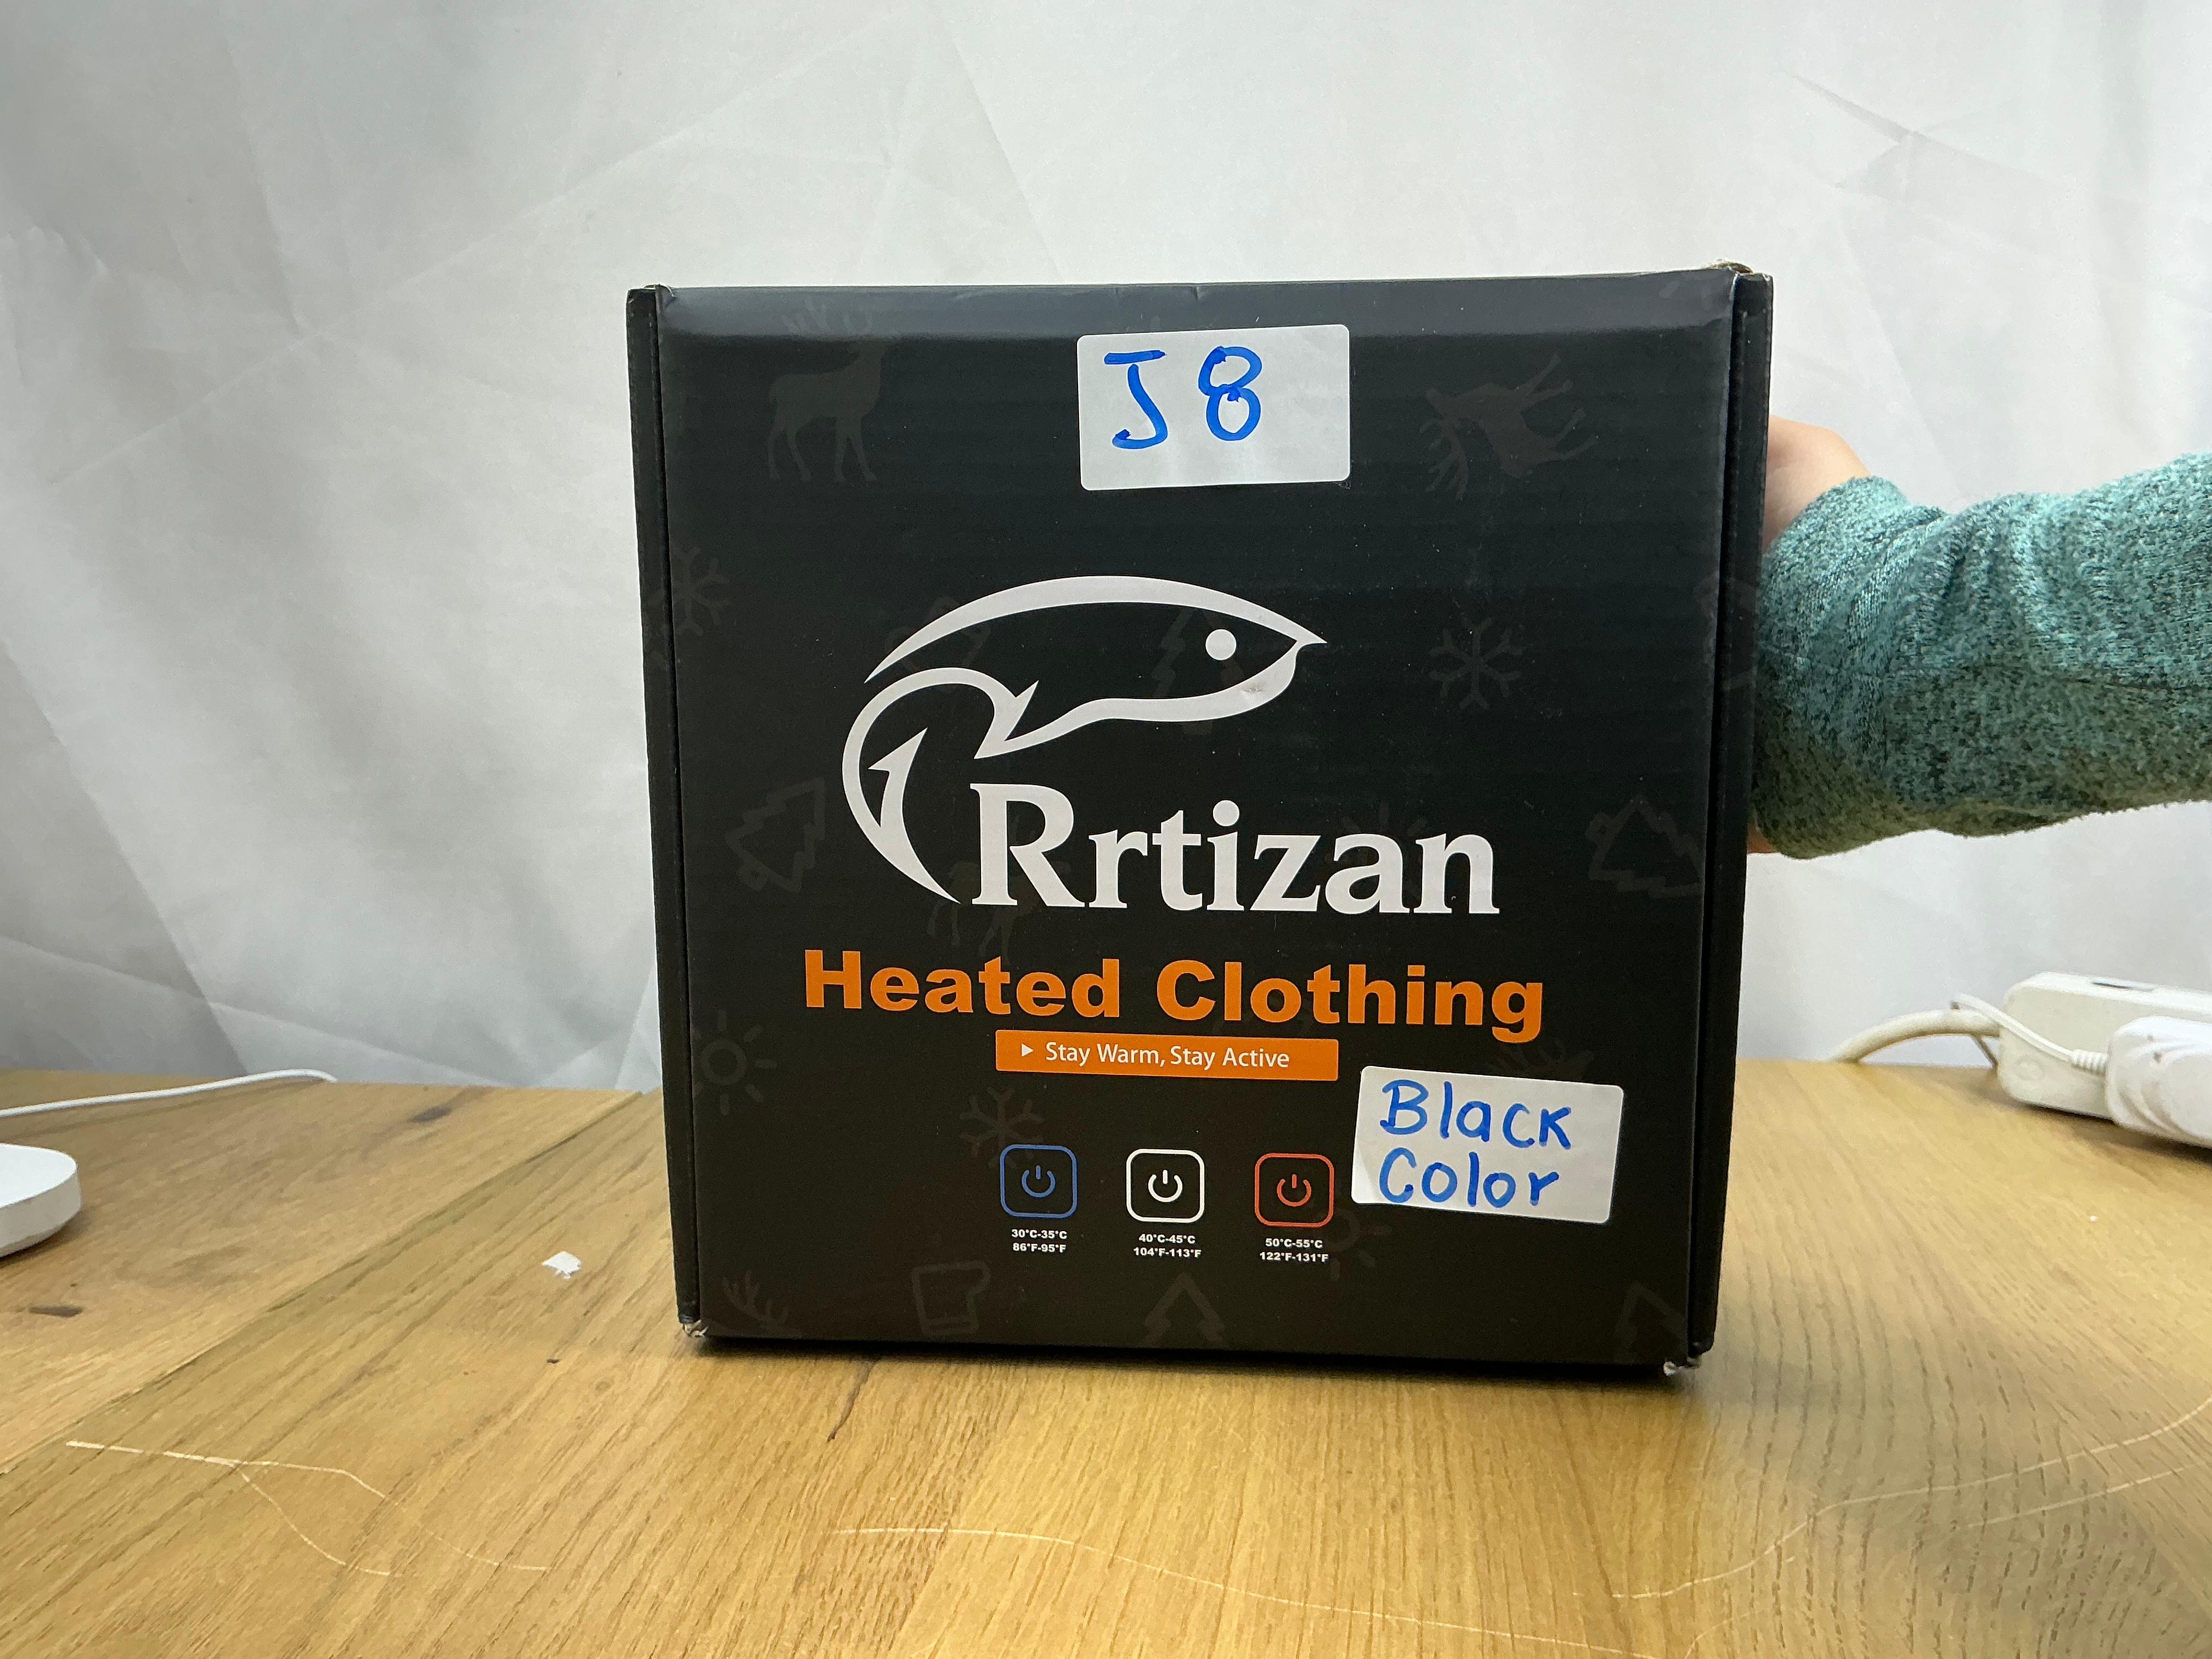 J 8
Rrtizan
Heated Clothing
Stay Warm, Stay Active
Black
Color
30°C-35°C
86°F-95°F
40°C-45°C
104°F-113°F
50°C-55°C
122°F-131°F